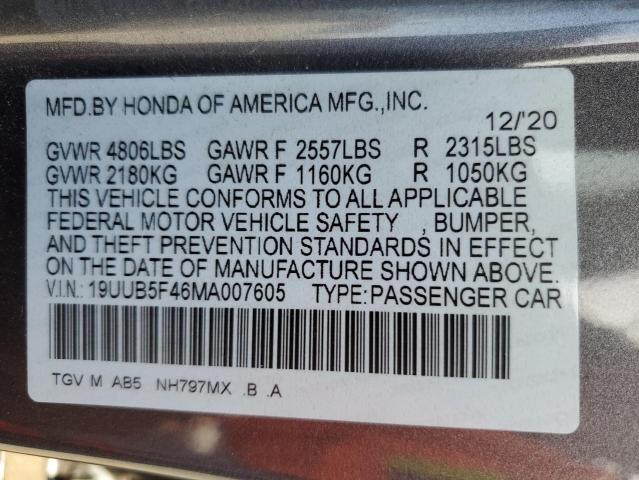 MFD.BY HONDA OF AMERICA MFG.,INC.
12/'20
GVWR 4806LBS GAWR F 2557LBS R 2315LBS
GVWR 2180KG GAWR F 1160KG R 1050KG
THIS VEHICLE CONFORMS TO ALL APPLICABLE
FEDERAL MOTOR VEHICLE SAFETY , BUMPER,
AND THEFT PREVENTION STANDARDS IN EFFECT
ON THE DATE OF MANUFACTURE SHOWN ABOVE.
V.I.N.: 19UUB5F46MA007605 TYPE:PASSENGER CAR
TGV M AB5 NH797MX .B .A